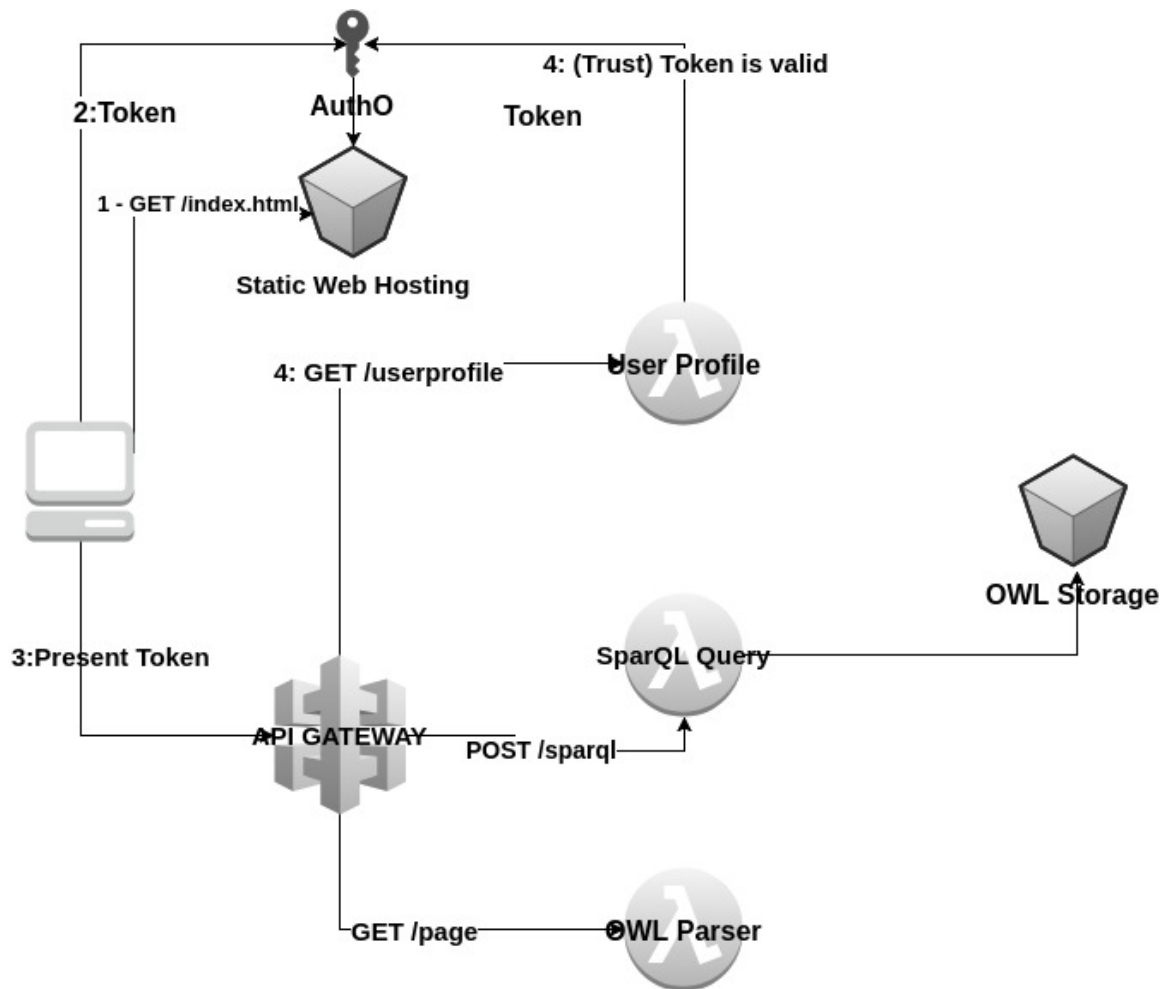 4: (Trust) Token is valid
2:Token
AuthO
Token
1 - GET /index.html
Static Web Hosting
4: GET /userprofile
User Profile
OWL Storage
3:Present Token
SparQL Query
API GATEWAY
POST /sparql
GET /page
OWL Parser